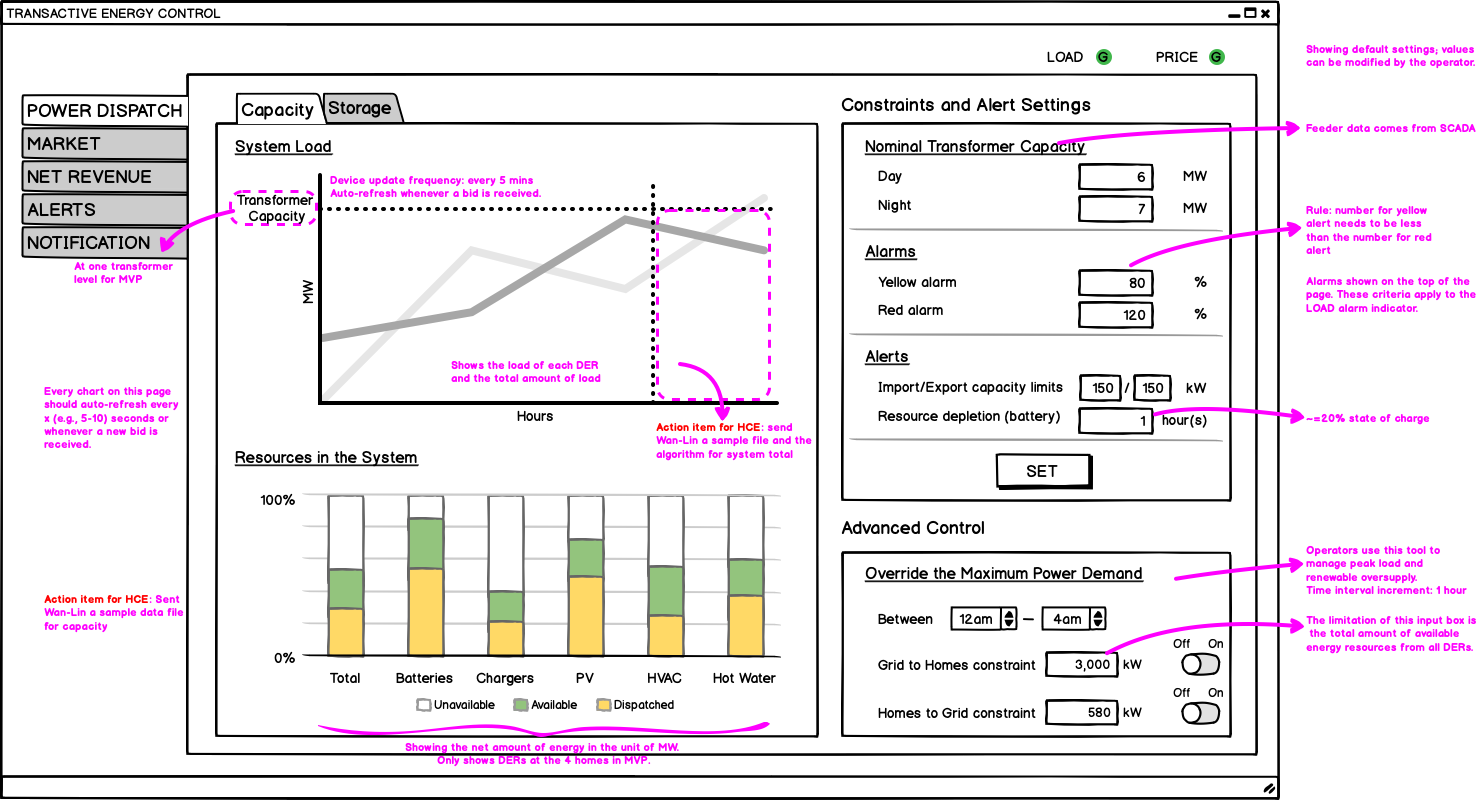 TRANSACTIVE ENERGY CONTROL
LOAD G PRICE G
Showing default settings; values
can be modified by the operator.
POWER DISPATCH
MARKET
NET REVENUE
ALERTS
NOTIFICATION
At one transformer
level for MVP
Every chart on this page
should auto-refresh every
x (e.g., 5-10) seconds or
whenever a new bid is
received.
Action item for HCE: Sent
Wan-Lin a sample data file
for capacity
Capacity
Storage
System Load
Device update frequency: every 5 mins
Auto-refresh whenever a bid is received.
Transformer
Capacity
MW
Shows the load of each DER
and the total amount of load
Hours
Action item for HCE: send
Wan-Lin a sample file and the
algorithm for system total
Resources in the System
100%
0%
Total Batteries Chargers PV HVAC Hot Water
Unavailable Available Dispatched
Showing the net amount of energy in the unit of MW.
Only shows DERs at the 4 homes in MVP.
Constraints and Alert Settings
Nominal Transformer Capacity
Day 6 MW
Night 7 MW
Alarms
Yellow alarm 80 %
Red alarm 120 %
Alerts
Import/Export capacity limits 150 / 150 kW
Resource depletion (battery) 1 hour(s)
SET
Advanced Control
Override the Maximum Power Demand
Between 12am – 4am
Off On
Grid to Homes constraint 3,000 kW
Off On
Homes to Grid constraint 580 kW
Feeder data comes from SCADA
Rule: number for yellow
alert needs to be less
than the number for red
alert
Alarms shown on the top of the
page. These criteria apply to the
LOAD alarm indicator.
~=20% state of charge
Operators use this tool to
manage peak load and
renewable oversupply.
Time interval increment: 1 hour
The limitation of this input box is
the total amount of available
energy resources from all DERs.